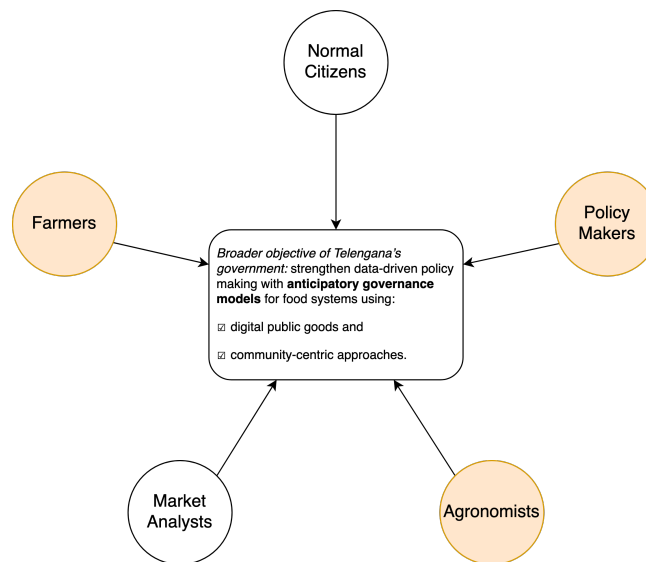 Normal
Citizens
Farmers
Policy
Makers
Broader objective of Telengana's
government: strengthen data-driven policy
making with anticipatory governance
models for food systems using:
☑ digital public goods and
☑ community-centric approaches.
Market
Analysts
Agronomists